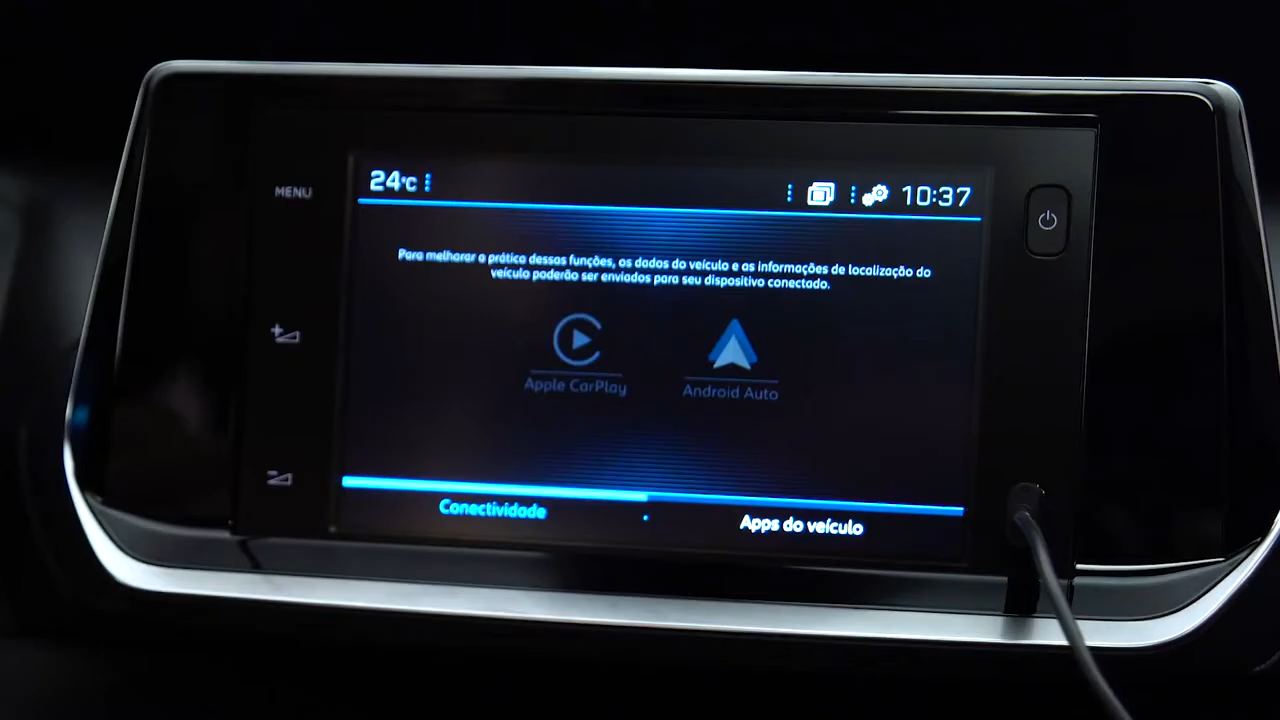 MENU
24°C
10:37
Para melhorar a prática dessas funções, os dados do veículo e as informações de localização do
veículo poderão ser enviados para seu dispositivo conectado.
Apple CarPlay
Android Auto
Conectividade
Apps do veículo